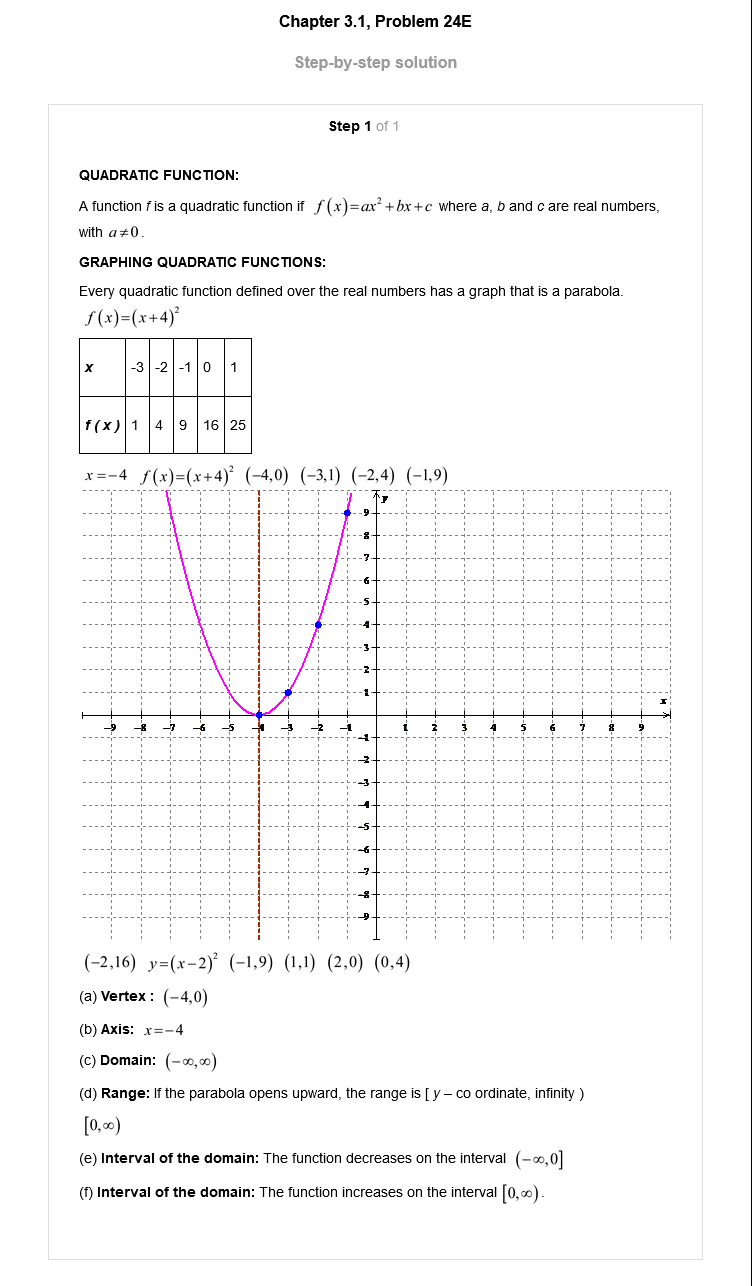 Chapter 3.1, Problem 24E
Step-by-step solution
Step 1 of 1
QUADRATIC FUNCTION:
A function f is a quadratic function if f(x)=ax²+bx+c where a, b and c are real numbers,
with a≠0.
GRAPHING QUADRATIC FUNCTIONS:
Every quadratic function defined over the real numbers has a graph that is a parabola.
f(x)=(x+4)²
x -3 -2 -1 0 1
f(x) 1 4 9 16 25
x=−4 f(x)=(x+4)² (−4,0) (−3,1) (−2,4) (−1,9)
y
9
8
7
6
5
4
3
2
1
x
−9 −8 −7 −6 −5 −4 −3 −2 −1 1 2 3 4 5 6 7 8 9
−1
−2
−3
−4
−5
−6
−7
−8
−9
(−2,16) y=(x−2)² (−1,9) (1,1) (2,0) (0,4)
(a) Vertex : (−4,0)
(b) Axis: x=−4
(c) Domain: (−∞,∞)
(d) Range: If the parabola opens upward, the range is [ y – co ordinate, infinity )
[0,∞)
(e) Interval of the domain: The function decreases on the interval (−∞,0]
(f) Interval of the domain: The function increases on the interval [0,∞).